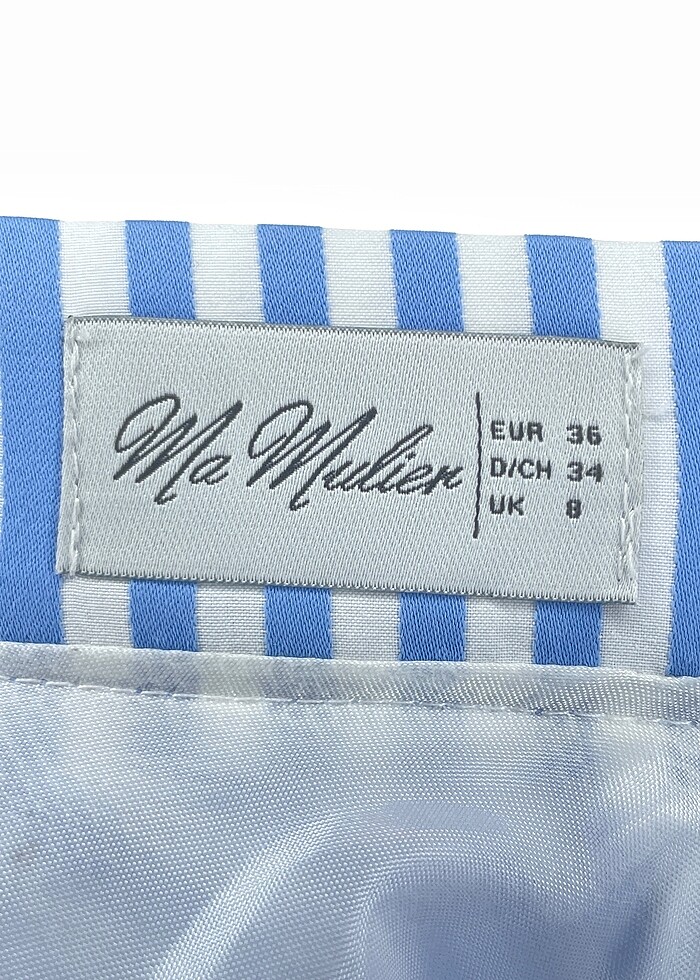 Ma Mulier
EUR 36
D/CH 34
UK 8